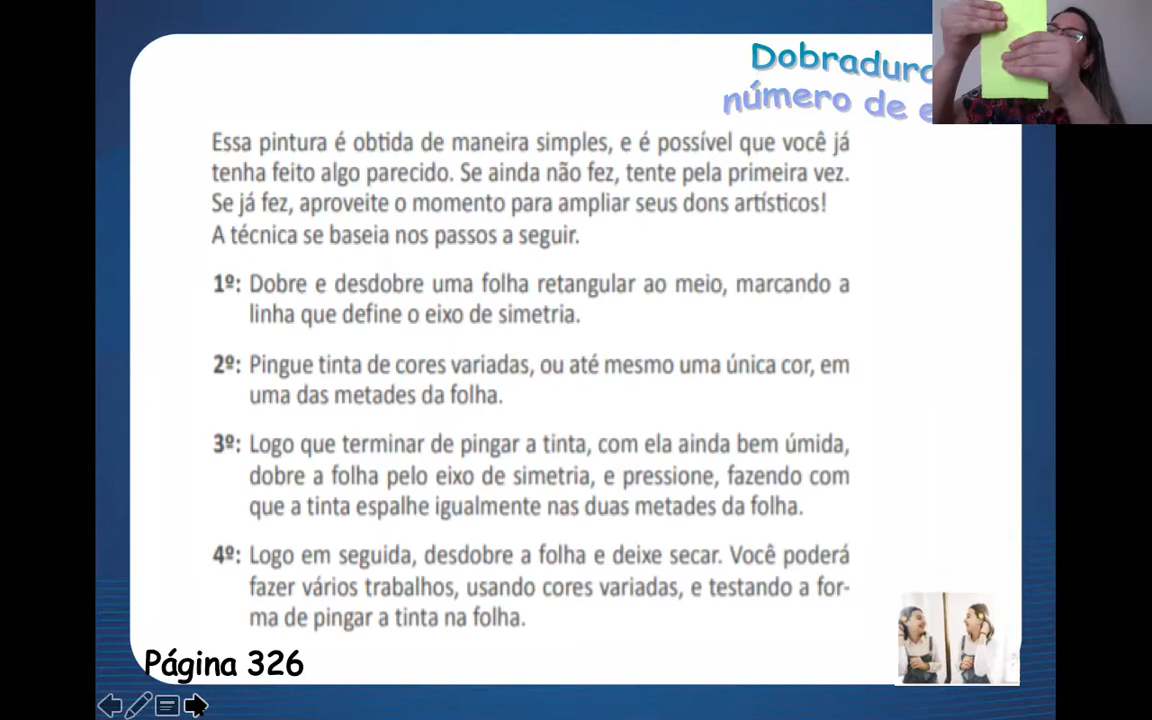 Dobradura
número de e
Essa pintura é obtida de maneira simples, e é possível que você já
tenha feito algo parecido. Se ainda não fez, tente pela primeira vez.
Se já fez, aproveite o momento para ampliar seus dons artísticos!
A técnica se baseia nos passos a seguir.
1º: Dobre e desdobre uma folha retangular ao meio, marcando a
linha que define o eixo de simetria.
2º: Pingue tinta de cores variadas, ou até mesmo uma única cor, em
uma das metades da folha.
3º: Logo que terminar de pingar a tinta, com ela ainda bem úmida,
dobre a folha pelo eixo de simetria, e pressione, fazendo com
que a tinta espalhe igualmente nas duas metades da folha.
4º: Logo em seguida, desdobre a folha e deixe secar. Você poderá
fazer vários trabalhos, usando cores variadas, e testando a for-
ma de pingar a tinta na folha.
Página 326